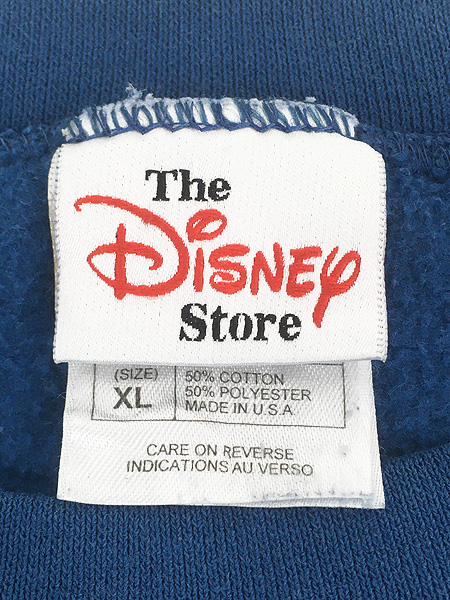 The
Disney
Store
(SIZE)
XL
50% COTTON
50% POLYESTER
MADE IN U.S.A.
CARE ON REVERSE
INDICATIONS AU VERSO